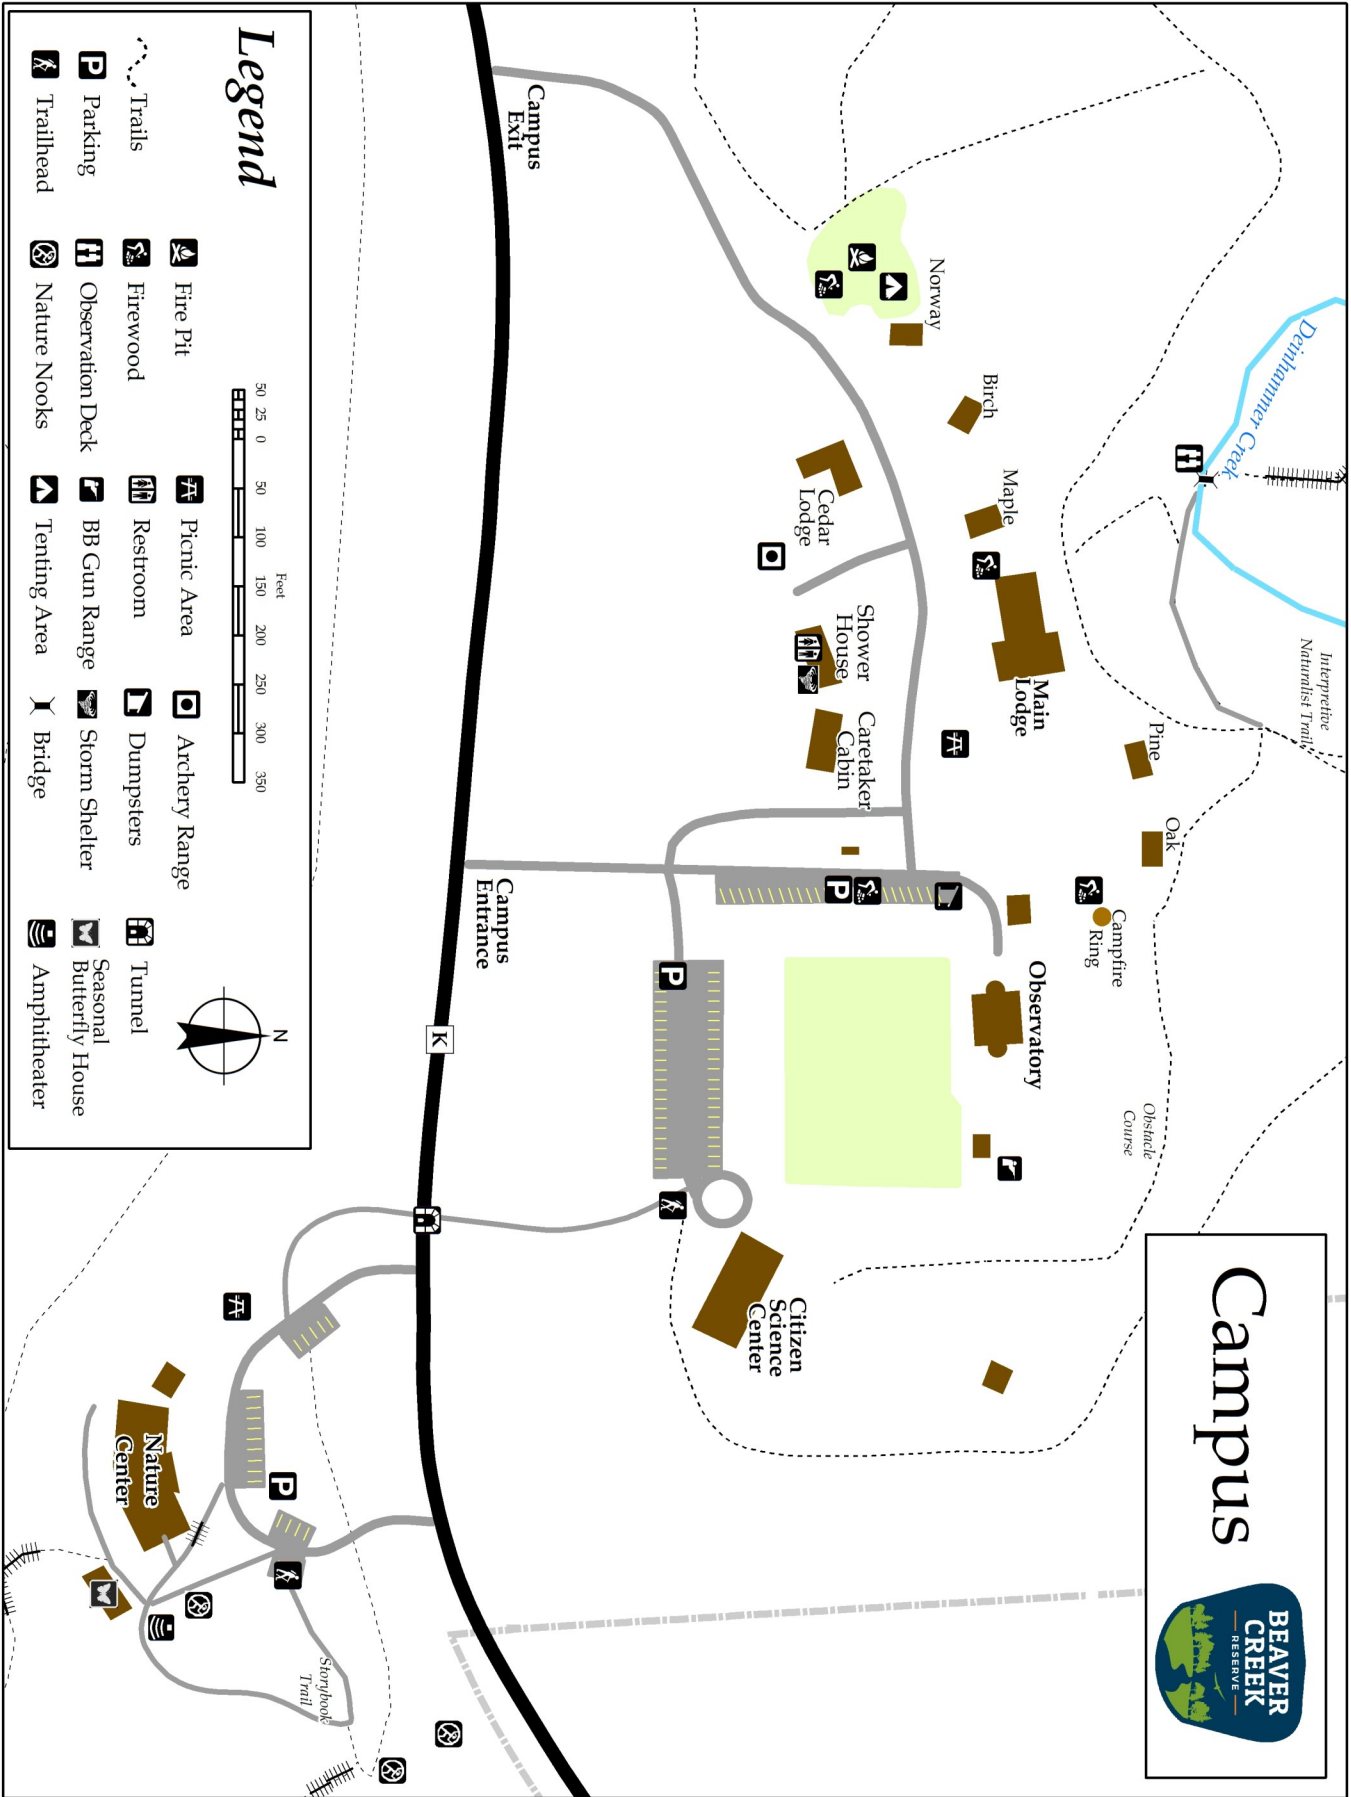 Campus
BEAVER
CREEK
RESERVE
Deinhammer Creek
Interpretive
Naturalist Trail
Norway
Birch
Maple
Main
Lodge
Pine
Oak
Campfire
Ring
Cedar
Lodge
Shower
House
Caretaker
Cabin
Observatory
Obstacle
Course
Citizen
Science
Center
Campus
Exit
Campus
Entrance
P
P
K
P
Nature
Center
Storybook
Trail
Legend
Trails
P Parking
Trailhead
Fire Pit
Firewood
Observation Deck
Nature Nooks
Picnic Area
Restroom
BB Gun Range
Tenting Area
Archery Range
Dumpsters
Storm Shelter
Bridge
Tunnel
Seasonal
Butterfly House
Amphitheater
Feet
50 25 0 50 100 150 200 250 300 350
N